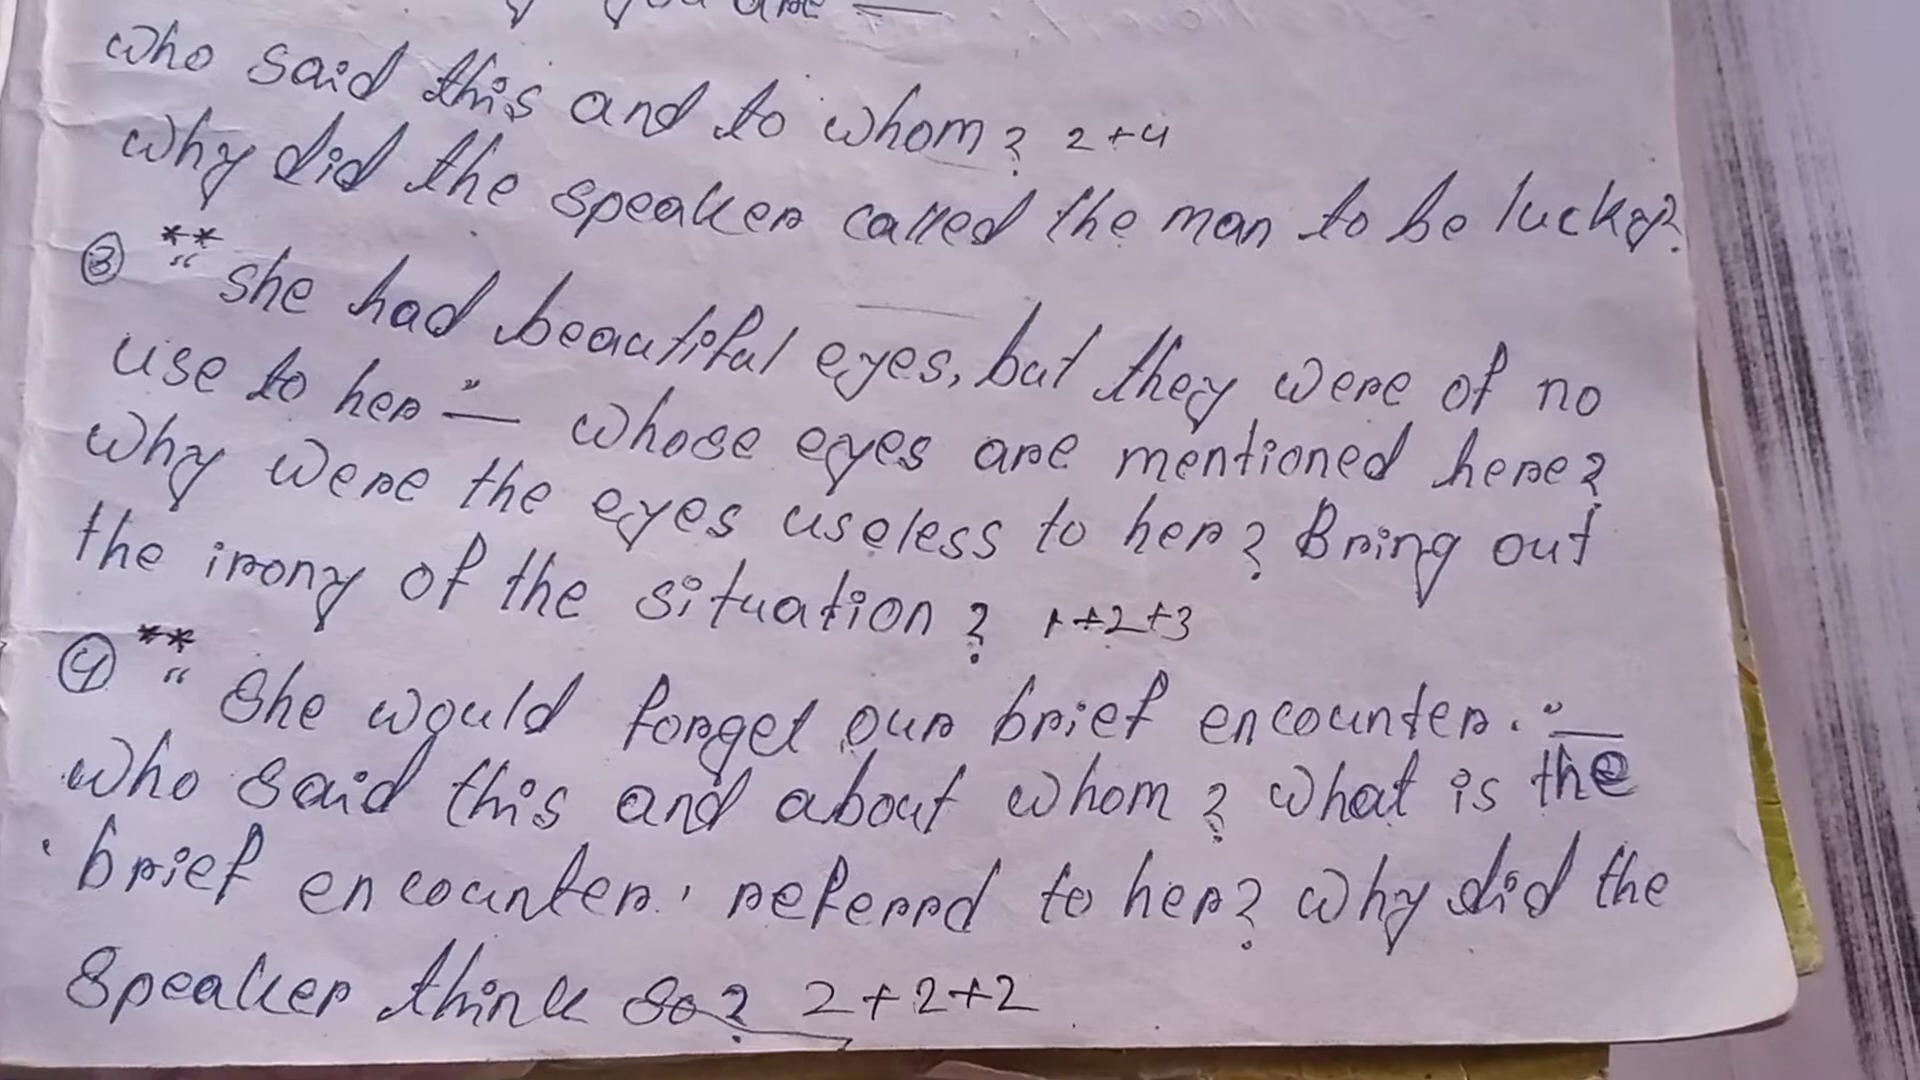 you are —
who said this and to whom? 2+4
why did the speaker called the man to be lucky?
③ ** "she had beautiful eyes, but they were of no
use to her" — whose eyes are mentioned here?
why were the eyes useless to her? Bring out
the irony of the situation? 1+2+3
④ ** "She would forget our brief encounter." —
who said this and about whom? what is the
'brief encounter' referrd to her? why did the
speaker think so? 2+2+2